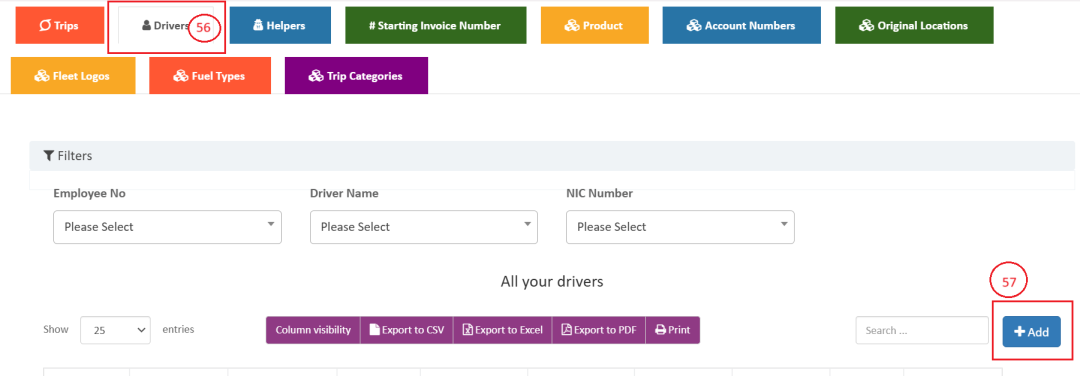 Trips Drivers 56 Helpers # Starting Invoice Number Product Account Numbers Original Locations
Fleet Logos Fuel Types Trip Categories
Filters
Employee No Driver Name NIC Number
Please Select Please Select Please Select
All your drivers
57
Show 25 entries Column visibility Export to CSV Export to Excel Export to PDF Print Search ... + Add